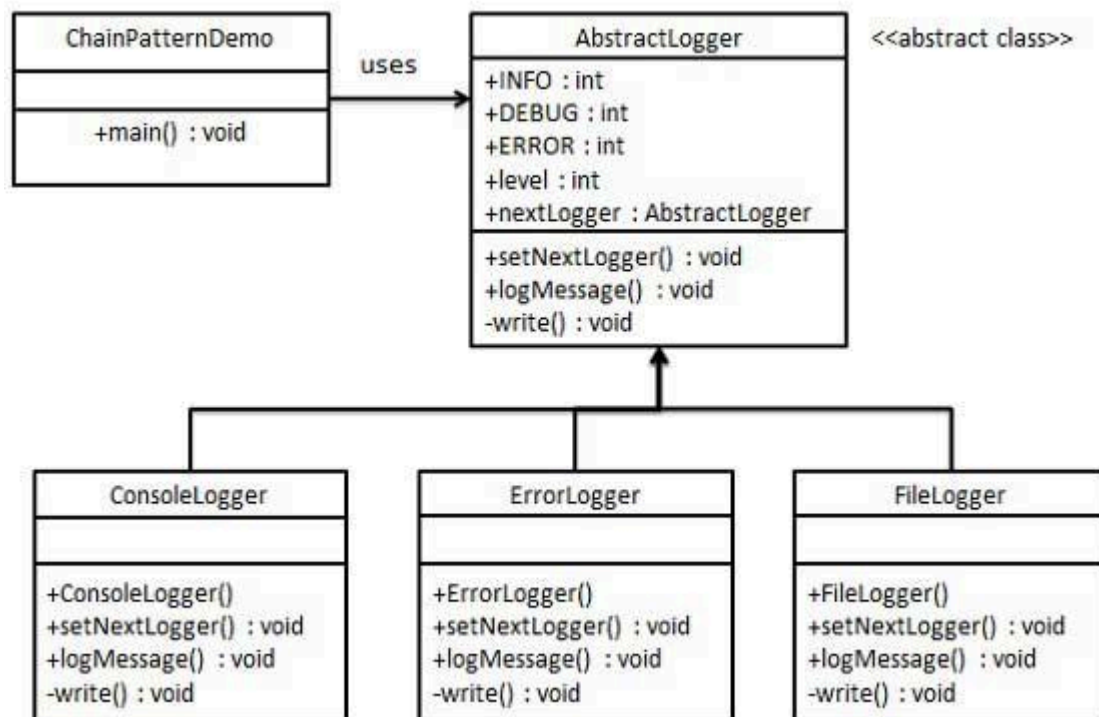 ChainPatternDemo
+main() : void
uses
AbstractLogger
+INFO : int
+DEBUG : int
+ERROR : int
+level : int
+nextLogger : AbstractLogger
+setNextLogger() : void
+logMessage() : void
-write() : void
<<abstract class>>
ConsoleLogger
+ConsoleLogger()
+setNextLogger() : void
+logMessage() : void
-write() : void
ErrorLogger
+ErrorLogger()
+setNextLogger() : void
+logMessage() : void
-write() : void
FileLogger
+FileLogger()
+setNextLogger() : void
+logMessage() : void
-write() : void